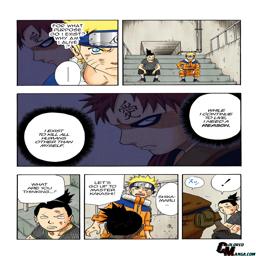 FOR WHAT
PURPOSE
DO I EXIST?
WHY AM
I ALIVE
WHILE I
CONTINUE
TO LIVE,
I NEED A
REASON.
I EXIST
TO KILL ALL
HUMANS
OTHER THAN
MYSELF.
!
SHIKA-
MARU...
LET'S
GO UP TO
MASTER
KAKASHI!
WHAT
ARE YOU
THINKING...?
COLORED
MANGA.COM